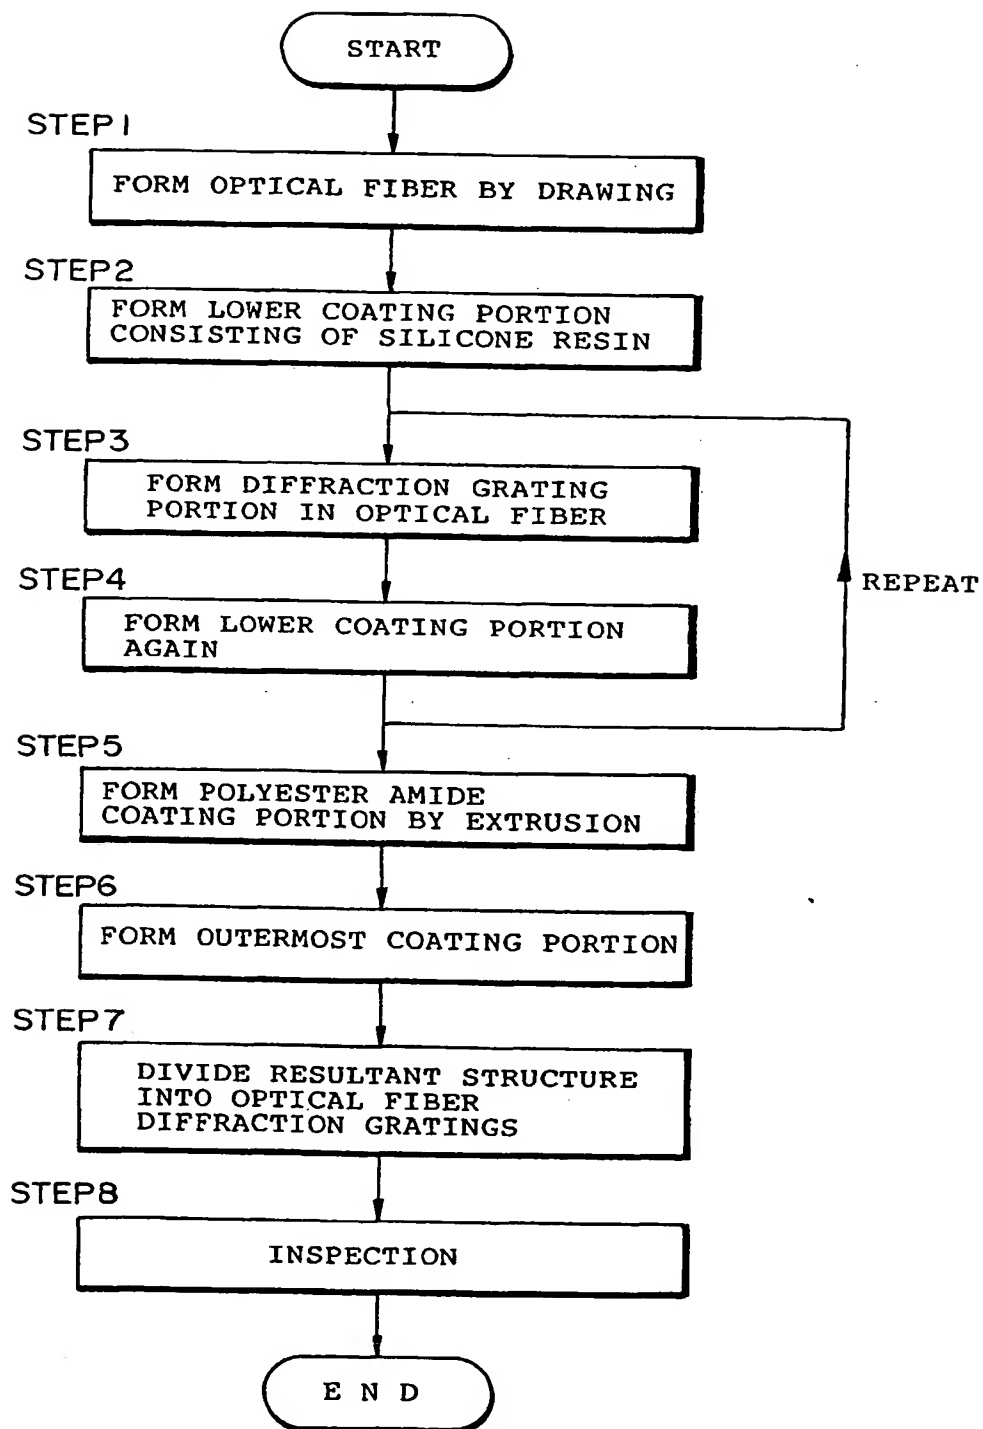 START
STEP1
FORM OPTICAL FIBER BY DRAWING
STEP2
FORM LOWER COATING PORTION
CONSISTING OF SILICONE RESIN
STEP3
FORM DIFFRACTION GRATING
PORTION IN OPTICAL FIBER
STEP4
REPEAT
FORM LOWER COATING PORTION
AGAIN
STEP5
FORM POLYESTER AMIDE
COATING PORTION BY EXTRUSION
STEP6
FORM OUTERMOST COATING PORTION
STEP7
DIVIDE RESULTANT STRUCTURE
INTO OPTICAL FIBER
DIFFRACTION GRATINGS
STEP8
INSPECTION
E N D